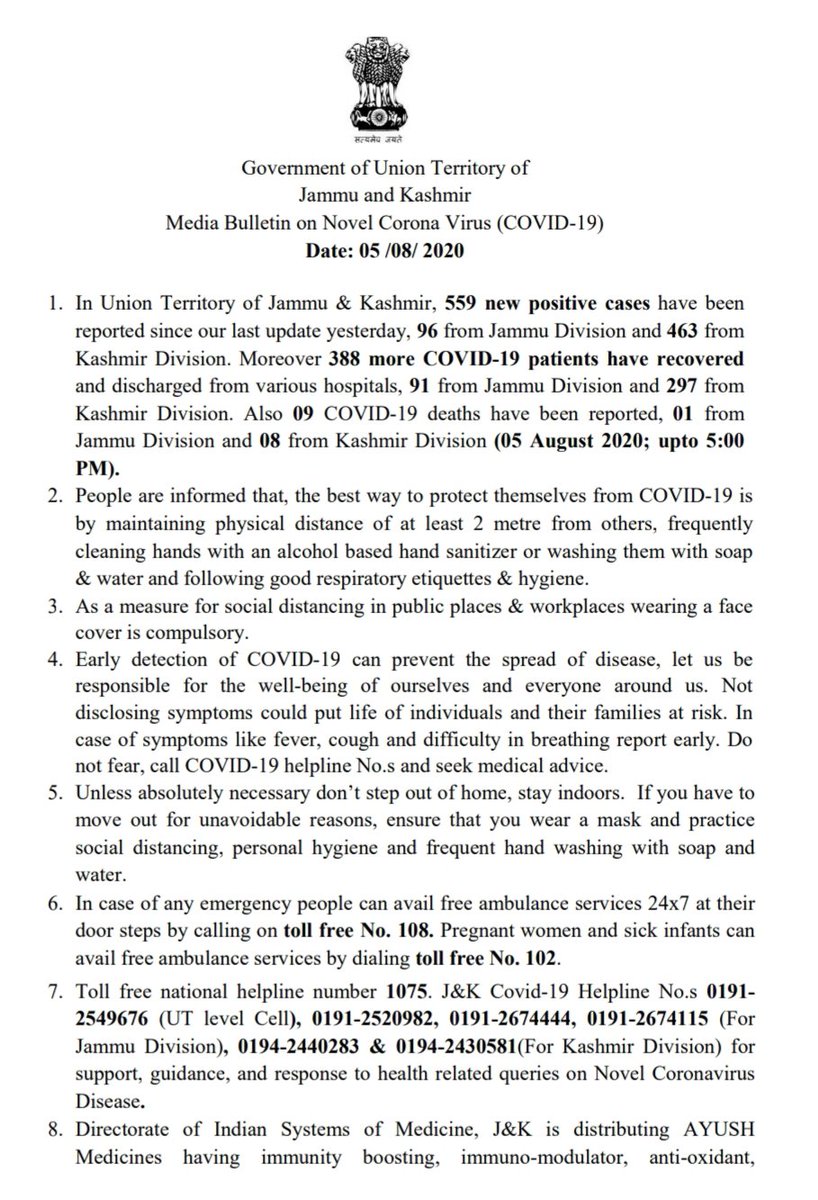 सत्यमेव जयते
Government of Union Territory of
Jammu and Kashmir
Media Bulletin on Novel Corona Virus (COVID-19)
Date: 05 /08/ 2020
1. In Union Territory of Jammu & Kashmir, 559 new positive cases have been
reported since our last update yesterday, 96 from Jammu Division and 463 from
Kashmir Division. Moreover 388 more COVID-19 patients have recovered
and discharged from various hospitals, 91 from Jammu Division and 297 from
Kashmir Division. Also 09 COVID-19 deaths have been reported, 01 from
Jammu Division and 08 from Kashmir Division (05 August 2020; upto 5:00
PM).
2. People are informed that, the best way to protect themselves from COVID-19 is
by maintaining physical distance of at least 2 metre from others, frequently
cleaning hands with an alcohol based hand sanitizer or washing them with soap
& water and following good respiratory etiquettes & hygiene.
3. As a measure for social distancing in public places & workplaces wearing a face
cover is compulsory.
4. Early detection of COVID-19 can prevent the spread of disease, let us be
responsible for the well-being of ourselves and everyone around us. Not
disclosing symptoms could put life of individuals and their families at risk. In
case of symptoms like fever, cough and difficulty in breathing report early. Do
not fear, call COVID-19 helpline No.s and seek medical advice.
5. Unless absolutely necessary don’t step out of home, stay indoors. If you have to
move out for unavoidable reasons, ensure that you wear a mask and practice
social distancing, personal hygiene and frequent hand washing with soap and
water.
6. In case of any emergency people can avail free ambulance services 24x7 at their
door steps by calling on toll free No. 108. Pregnant women and sick infants can
avail free ambulance services by dialing toll free No. 102.
7. Toll free national helpline number 1075. J&K Covid-19 Helpline No.s 0191-
2549676 (UT level Cell), 0191-2520982, 0191-2674444, 0191-2674115 (For
Jammu Division), 0194-2440283 & 0194-2430581(For Kashmir Division) for
support, guidance, and response to health related queries on Novel Coronavirus
Disease.
8. Directorate of Indian Systems of Medicine, J&K is distributing AYUSH
Medicines having immunity boosting, immuno-modulator, anti-oxidant,